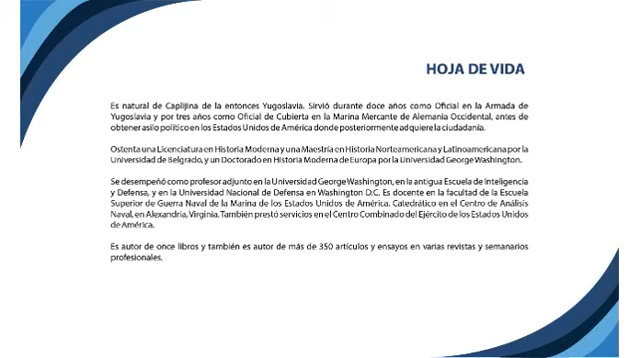 HOJA DE VIDA
Es natural de Caplijina de la entonces Yugoslavia. Sirvió durante doce años como Oficial en la Armada de
Yugoslavia y por tres años como Oficial de Cubierta en la Marina Mercante de Alemania Occidental, antes de
obtener asilo político en los Estados Unidos de América donde posteriormente adquiere la ciudadanía.
Ostenta una Licenciatura en Historia Moderna y una Maestría en Historia Norteamericana y Latinoamericana por la
Universidad de Belgrado, y un Doctorado en Historia Moderna de Europa por la Universidad George Washington.
Se desempeñó como profesor adjunto en la Universidad George Washington, en la antigua Escuela de Inteligencia
y Defensa, y en la Universidad Nacional de Defensa en Washington D.C. Es docente en la facultad de la Escuela
Superior de Guerra Naval de la Marina de los Estados Unidos de América. Catedrático en el Centro de Análisis
Naval, en Alexandria, Virginia. También prestó servicios en el Centro Combinado del Ejército de los Estados Unidos
de América.
Es autor de once libros y también es autor de más de 350 artículos y ensayos en varias revistas y semanarios
profesionales.